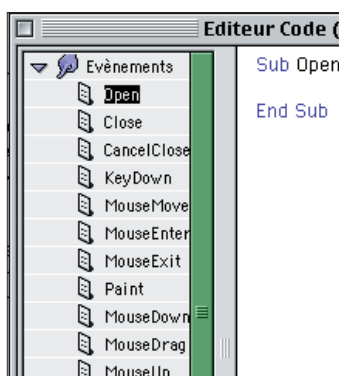 Editeur Code (
Evènements
Open
Close
CancelClose
KeyDown
MouseMove
MouseEnter
MouseExit
Paint
MouseDown
MouseDrag
MouseUp
Sub Open
End Sub